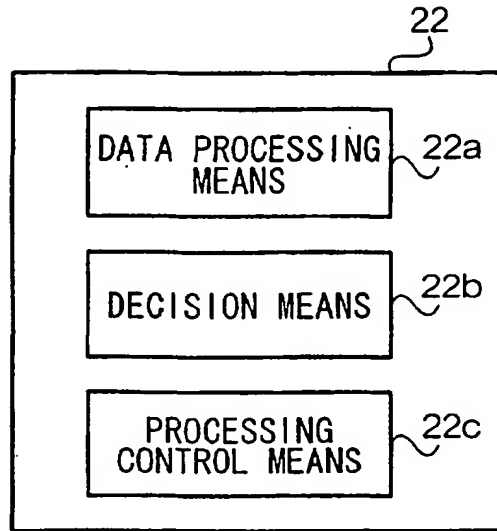 22
DATA PROCESSING
MEANS
22a
DECISION MEANS
22b
PROCESSING
CONTROL MEANS
22c